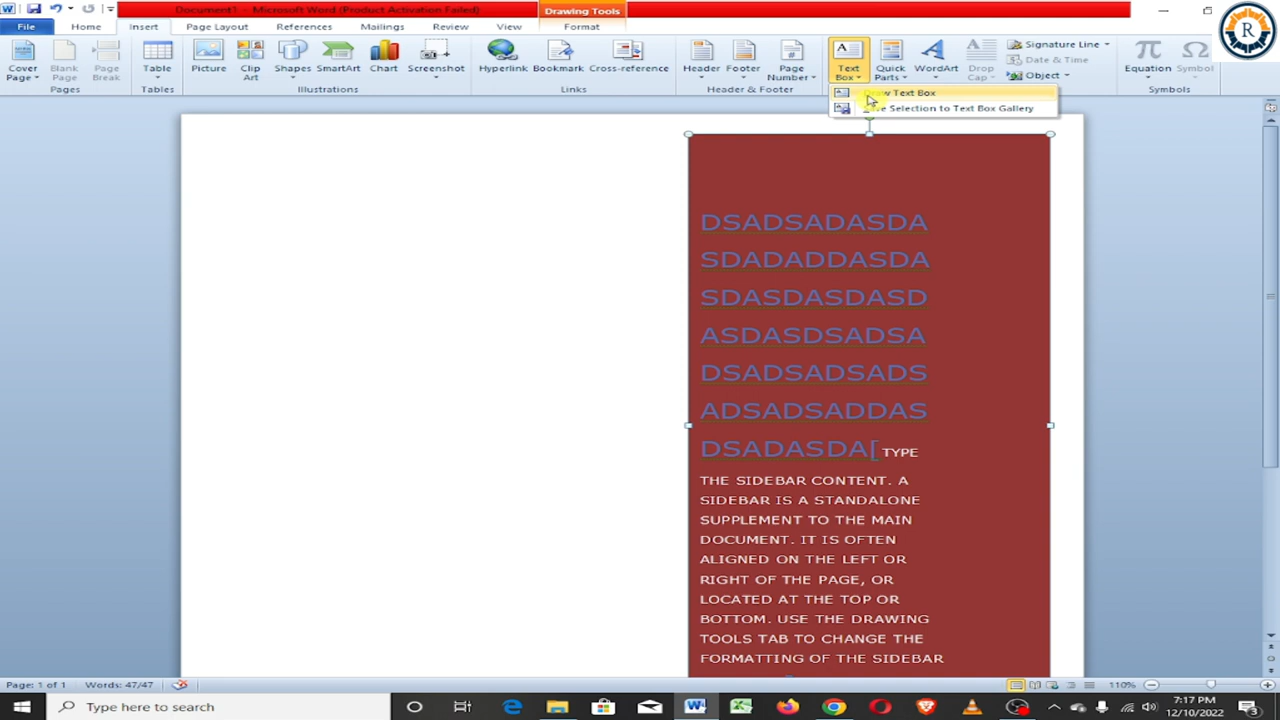 Document1 - Microsoft Word (Product Activation Failed)
Drawing Tools
File Home Insert Page Layout References Mailings Review View Format
Cover Page
Blank Page
Page Break
Table
Picture
Clip Art
Shapes
SmartArt
Chart
Screenshot
Hyperlink
Bookmark
Cross-reference
Header
Footer
Page Number
Text Box
Quick Parts
WordArt
Drop Cap
Signature Line
Date & Time
Object
Equation
Symbol
Pages
Tables
Illustrations
Links
Header & Footer
Symbols
Text Box
Selection to Text Box Gallery
R
DSADSADASDA
SDADADDASDA
SDASDASDASD
ASDASDSADSA
DSADSADSADS
ADSADSADDAS
DSADASDA[ TYPE
THE SIDEBAR CONTENT. A
SIDEBAR IS A STANDALONE
SUPPLEMENT TO THE MAIN
DOCUMENT. IT IS OFTEN
ALIGNED ON THE LEFT OR
RIGHT OF THE PAGE, OR
LOCATED AT THE TOP OR
BOTTOM. USE THE DRAWING
TOOLS TAB TO CHANGE THE
FORMATTING OF THE SIDEBAR
Page: 1 of 1 Words: 47/47 110%
Type here to search
7:17 PM
12/10/2022
3